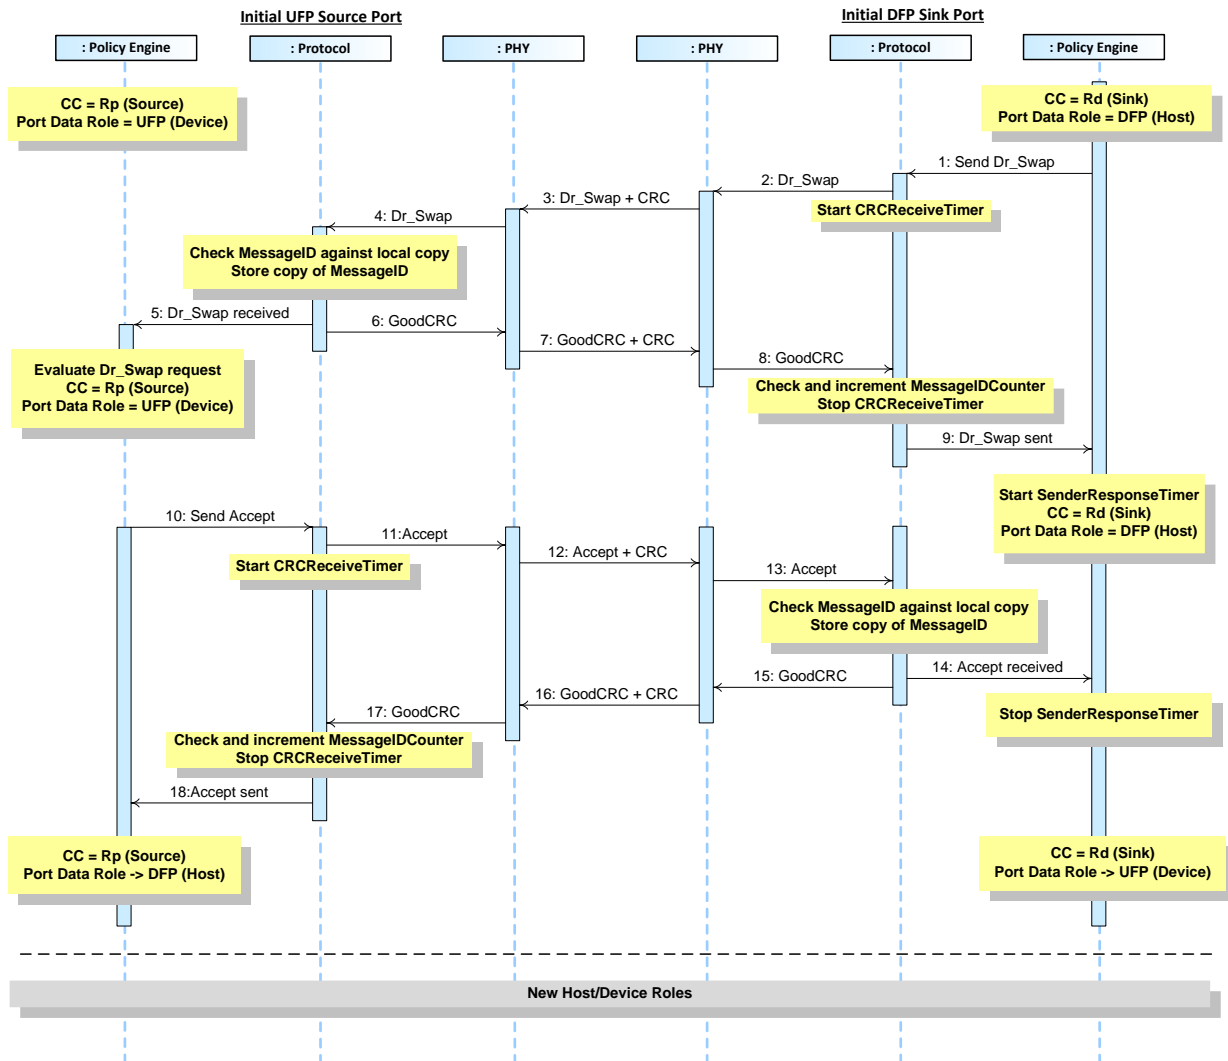 Initial UFP Source Port
Initial DFP Sink Port
: Policy Engine
: Protocol
: PHY
: PHY
: Protocol
: Policy Engine
CC = Rp (Source)
Port Data Role = UFP (Device)
CC = Rd (Sink)
Port Data Role = DFP (Host)
1: Send Dr_Swap
2: Dr_Swap
Start CRCReceiveTimer
3: Dr_Swap + CRC
4: Dr_Swap
Check MessageID against local copy
Store copy of MessageID
5: Dr_Swap received
6: GoodCRC
7: GoodCRC + CRC
8: GoodCRC
Evaluate Dr_Swap request
CC = Rp (Source)
Port Data Role = UFP (Device)
Check and increment MessageIDCounter
Stop CRCReceiveTimer
9: Dr_Swap sent
Start SenderResponseTimer
CC = Rd (Sink)
Port Data Role = DFP (Host)
10: Send Accept
11:Accept
Start CRCReceiveTimer
12: Accept + CRC
13: Accept
Check MessageID against local copy
Store copy of MessageID
14: Accept received
15: GoodCRC
16: GoodCRC + CRC
17: GoodCRC
Stop SenderResponseTimer
Check and increment MessageIDCounter
Stop CRCReceiveTimer
18:Accept sent
CC = Rp (Source)
Port Data Role -> DFP (Host)
CC = Rd (Sink)
Port Data Role -> UFP (Device)
New Host/Device Roles